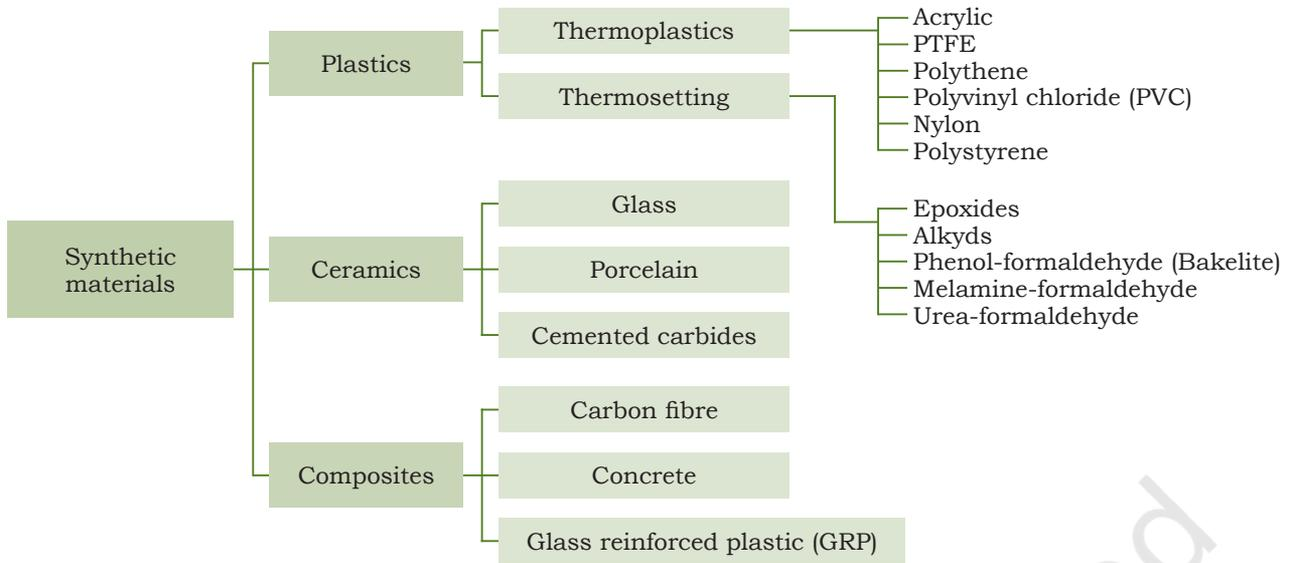 Synthetic
materials
Plastics
Thermoplastics
Acrylic
PTFE
Polythene
Polyvinyl chloride (PVC)
Nylon
Polystyrene
Thermosetting
Epoxides
Alkyds
Phenol-formaldehyde (Bakelite)
Melamine-formaldehyde
Urea-formaldehyde
Ceramics
Glass
Porcelain
Cemented carbides
Composites
Carbon fibre
Concrete
Glass reinforced plastic (GRP)